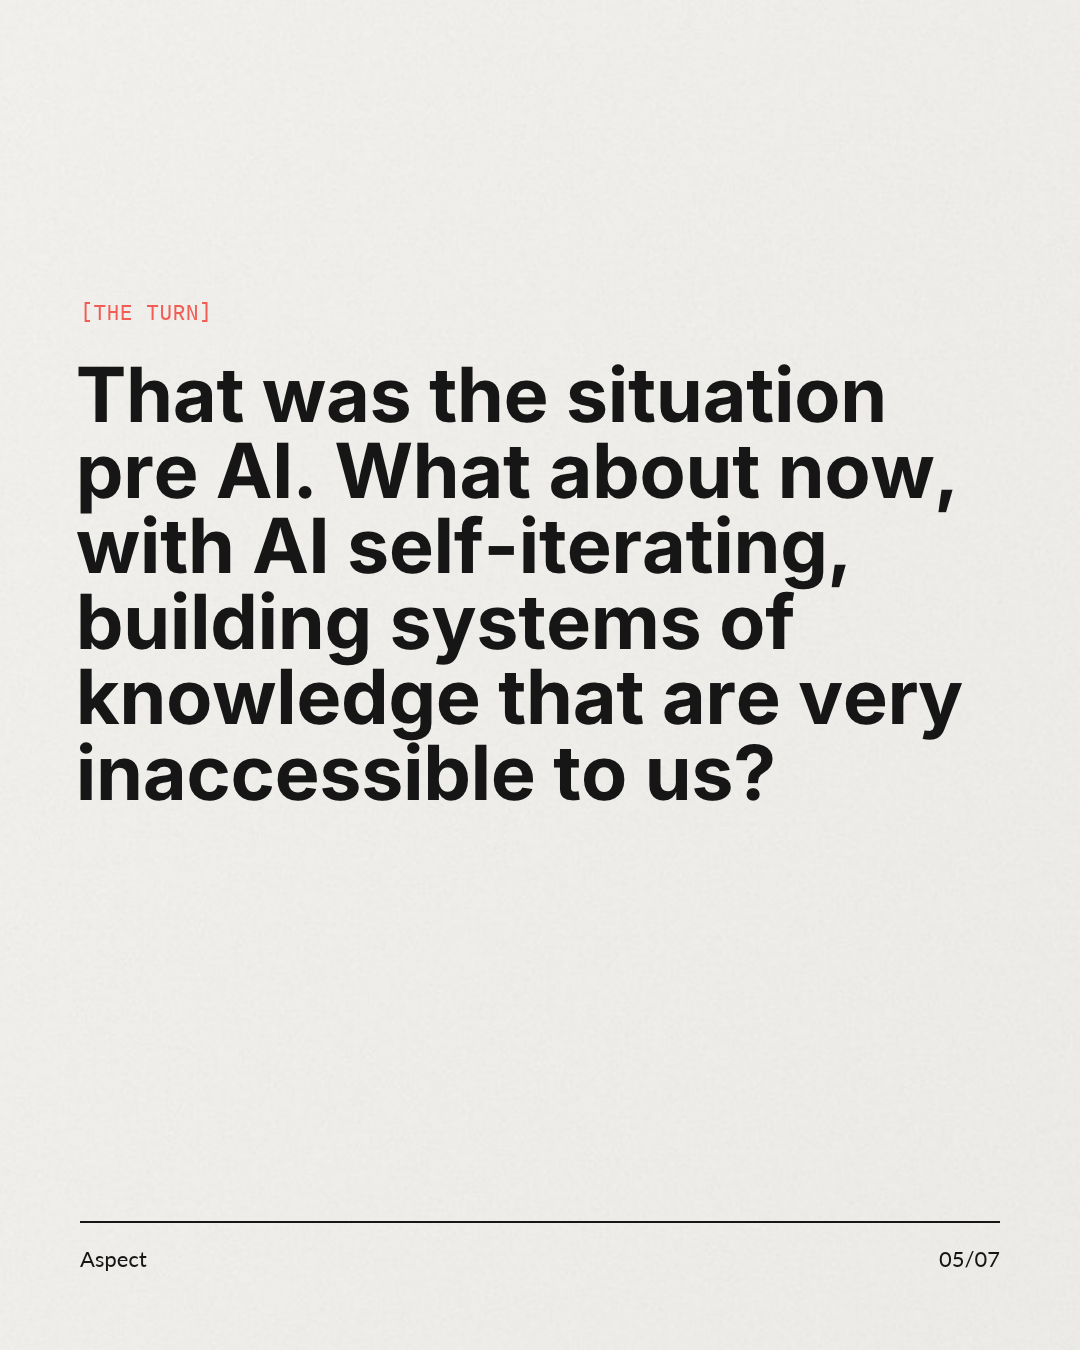 [THE TURN]
That was the situation
pre AI. What about now,
with AI self-iterating,
building systems of
knowledge that are very
inaccessible to us?
Aspect
05/07